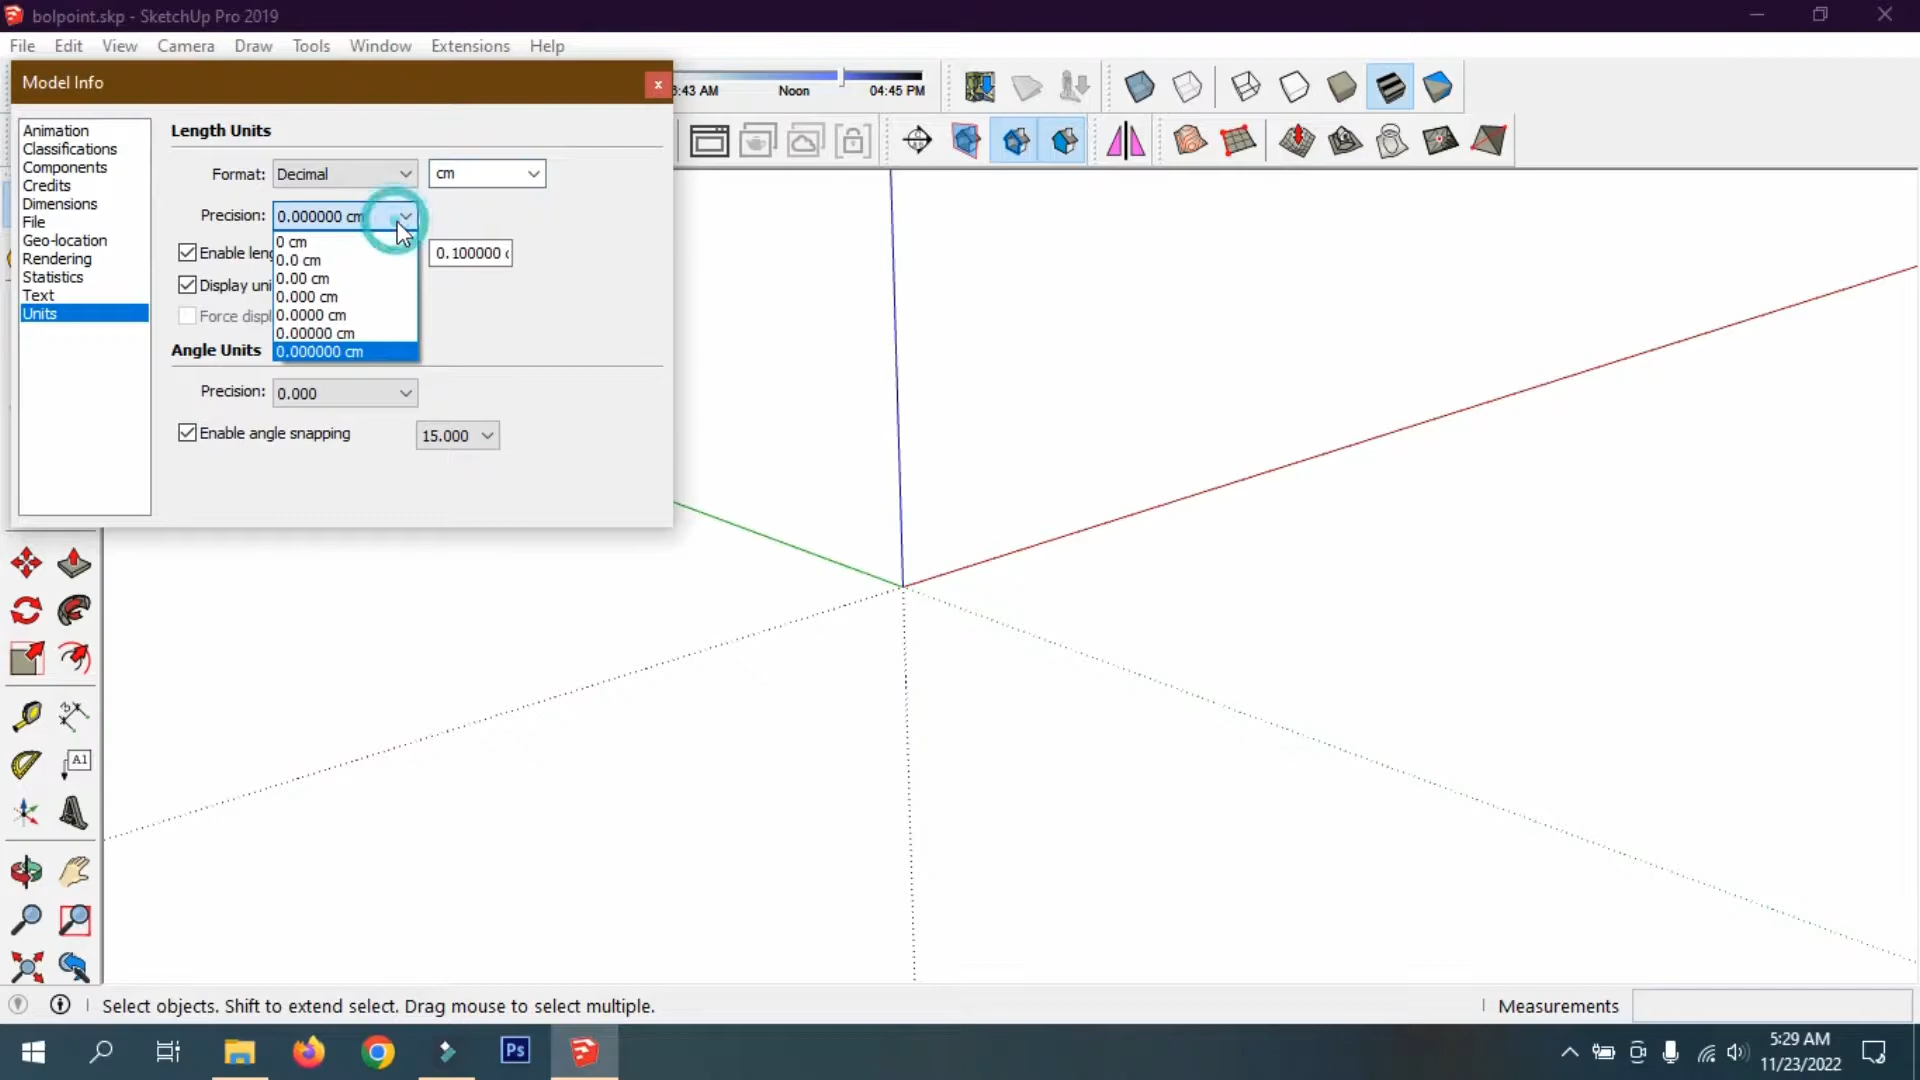 bolpoint.skp - SketchUp Pro 2019
File Edit View Camera Draw Tools Window Extensions Help
Model Info
x
:43 AM Noon 04:45 PM
Animation
Classifications
Components
Credits
Dimensions
File
Geo-location
Rendering
Statistics
Text
Units
Length Units
Format: Decimal cm
Precision: 0.000000 cm
0 cm
0.0 cm
0.00 cm
0.000 cm
0.0000 cm
0.00000 cm
0.000000 cm
Enable leng 0.100000
Display uni
Force displ
Angle Units
Precision: 0.000
Enable angle snapping 15.000
A1
Select objects. Shift to extend select. Drag mouse to select multiple.
Measurements
Ps
5:29 AM
11/23/2022